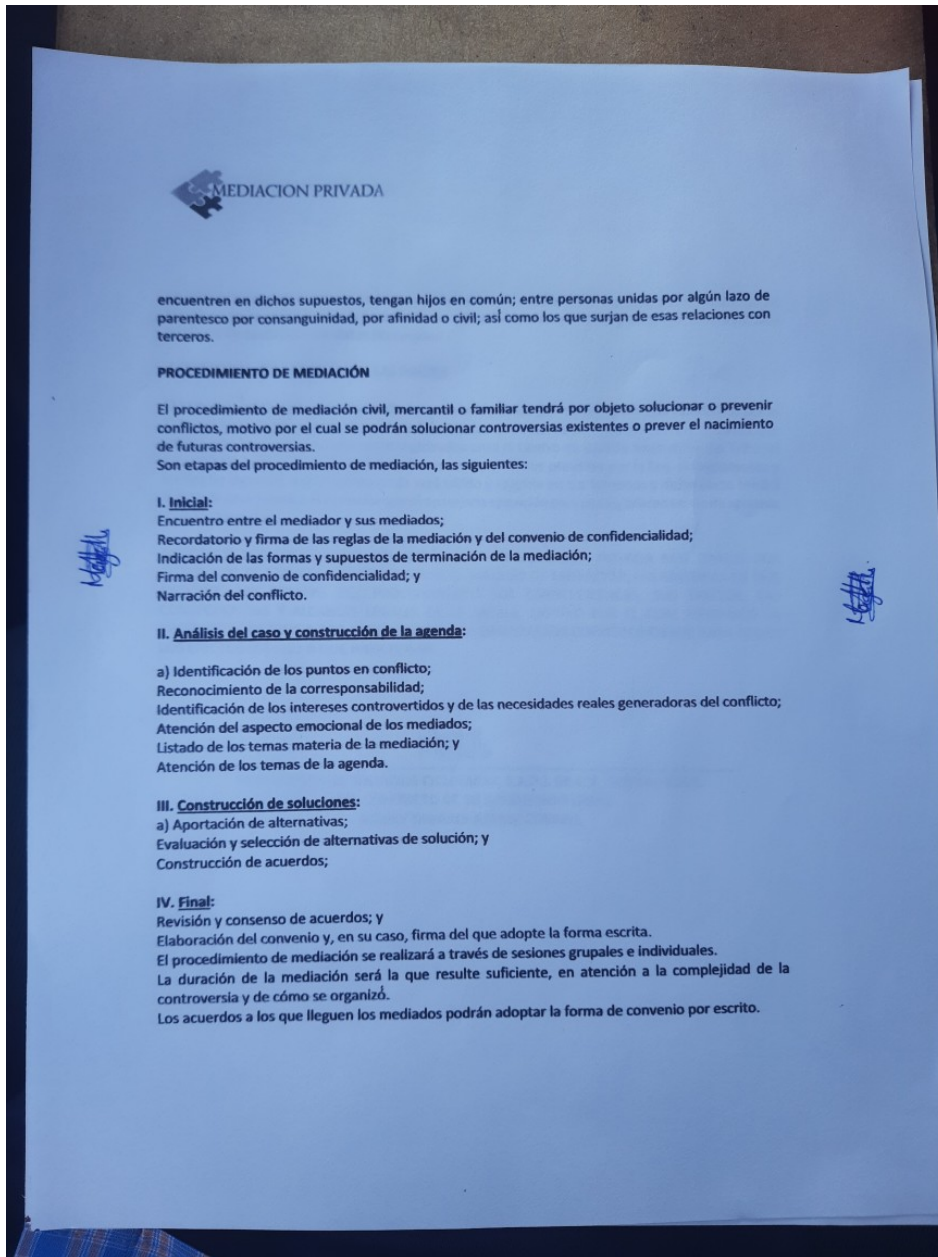 MEDIACION PRIVADA
encuentren en dichos supuestos, tengan hijos en común; entre personas unidas por algún lazo de
parentesco por consanguinidad, por afinidad o civil; así como los que surjan de esas relaciones con
terceros.
PROCEDIMIENTO DE MEDIACIÓN
El procedimiento de mediación civil, mercantil o familiar tendrá por objeto solucionar o prevenir
conflictos, motivo por el cual se podrán solucionar controversias existentes o prever el nacimiento
de futuras controversias.
Son etapas del procedimiento de mediación, las siguientes:
I. Inicial:
Encuentro entre el mediador y sus mediados;
Recordatorio y firma de las reglas de la mediación y del convenio de confidencialidad;
Indicación de las formas y supuestos de terminación de la mediación;
Firma del convenio de confidencialidad; y
Narración del conflicto.
II. Análisis del caso y construcción de la agenda:
a) Identificación de los puntos en conflicto;
Reconocimiento de la corresponsabilidad;
Identificación de los intereses controvertidos y de las necesidades reales generadoras del conflicto;
Atención del aspecto emocional de los mediados;
Listado de los temas materia de la mediación; y
Atención de los temas de la agenda.
III. Construcción de soluciones:
a) Aportación de alternativas;
Evaluación y selección de alternativas de solución; y
Construcción de acuerdos;
IV. Final:
Revisión y consenso de acuerdos; y
Elaboración del convenio y, en su caso, firma del que adopte la forma escrita.
El procedimiento de mediación se realizará a través de sesiones grupales e individuales.
La duración de la mediación será la que resulte suficiente, en atención a la complejidad de la
controversia y de cómo se organizó.
Los acuerdos a los que lleguen los mediados podrán adoptar la forma de convenio por escrito.